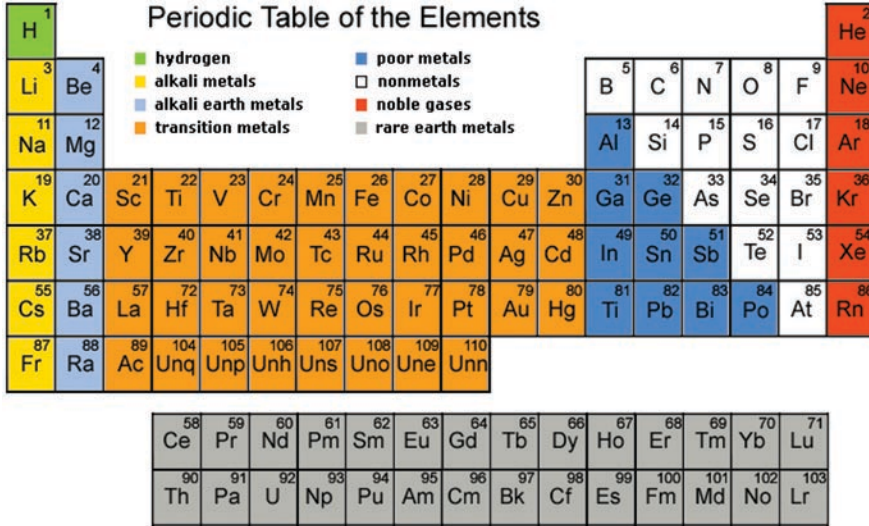 Periodic Table of the Elements
hydrogen
alkali metals
alkali earth metals
transition metals
poor metals
nonmetals
noble gases
rare earth metals
1 H 2 He
3 Li 4 Be 5 B 6 C 7 N 8 O 9 F 10 Ne
11 Na 12 Mg 13 Al 14 Si 15 P 16 S 17 Cl 18 Ar
19 K 20 Ca 21 Sc 22 Ti 23 V 24 Cr 25 Mn 26 Fe 27 Co 28 Ni 29 Cu 30 Zn 31 Ga 32 Ge 33 As 34 Se 35 Br 36 Kr
37 Rb 38 Sr 39 Y 40 Zr 41 Nb 42 Mo 43 Tc 44 Ru 45 Rh 46 Pd 47 Ag 48 Cd 49 In 50 Sn 51 Sb 52 Te 53 I 54 Xe
55 Cs 56 Ba 57 La 72 Hf 73 Ta 74 W 75 Re 76 Os 77 Ir 78 Pt 79 Au 80 Hg 81 Ti 82 Pb 83 Bi 84 Po 85 At 86 Rn
87 Fr 88 Ra 89 Ac 104 Unq 105 Unp 106 Unh 107 Uns 108 Uno 109 Une 110 Unn
58 Ce 59 Pr 60 Nd 61 Pm 62 Sm 63 Eu 64 Gd 65 Tb 66 Dy 67 Ho 68 Er 69 Tm 70 Yb 71 Lu
90 Th 91 Pa 92 U 93 Np 94 Pu 95 Am 96 Cm 97 Bk 98 Cf 99 Es 100 Fm 101 Md 102 No 103 Lr